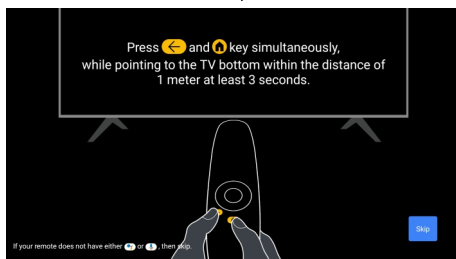 Press and key simultaneously,
while pointing to the TV bottom within the distance of
1 meter at least 3 seconds.
Skip
If your remote does not have either or , then skip.